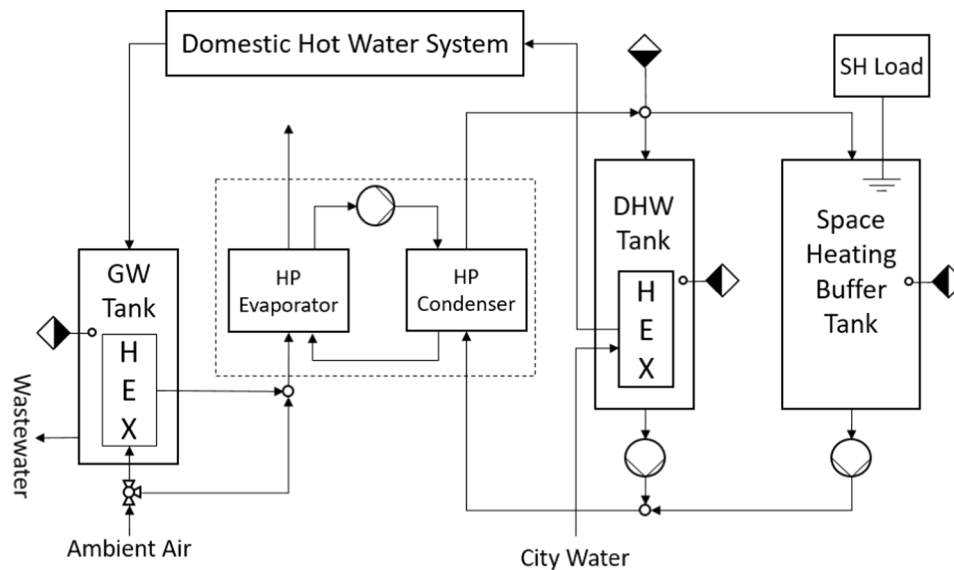 Domestic Hot Water System
SH Load
DHW
Tank
Space
Heating
Buffer
Tank
GW
Tank
HP
Evaporator
HP
Condenser
H
E
X
H
E
X
Wastewater
Ambient Air
City Water